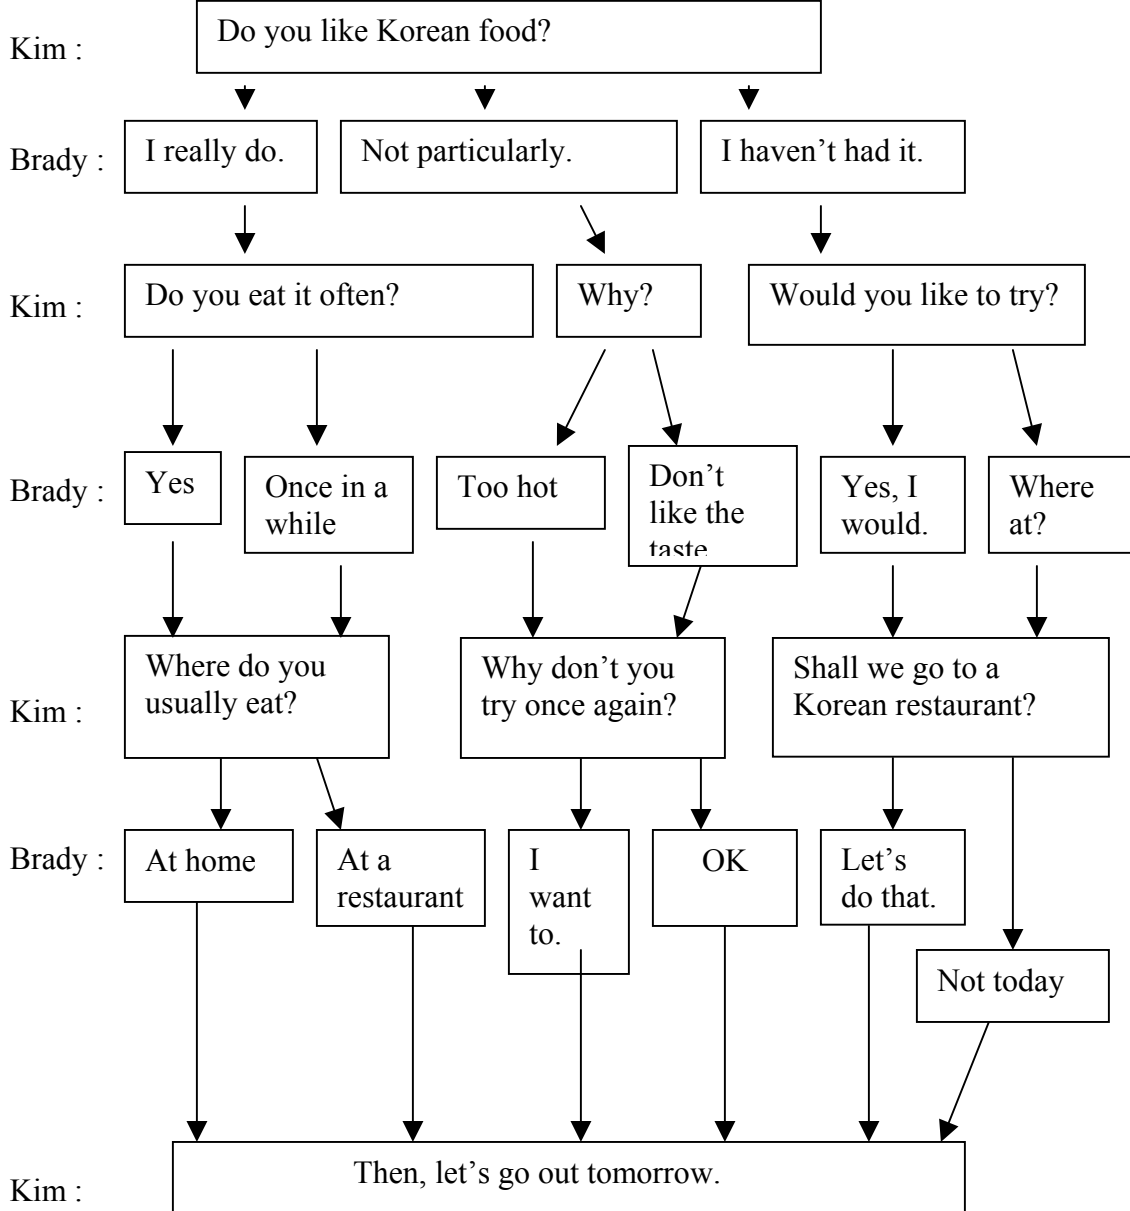 Kim :
Do you like Korean food?
Brady :
I really do.
Not particularly.
I haven’t had it.
Kim :
Do you eat it often?
Why?
Would you like to try?
Brady :
Yes
Once in a
while
Too hot
Don’t
like the
taste
Yes, I
would.
Where
at?
Kim :
Where do you
usually eat?
Why don’t you
try once again?
Shall we go to a
Korean restaurant?
Brady :
At home
At a
restaurant
I
want
to.
OK
Let’s
do that.
Not today
Kim :
Then, let’s go out tomorrow.